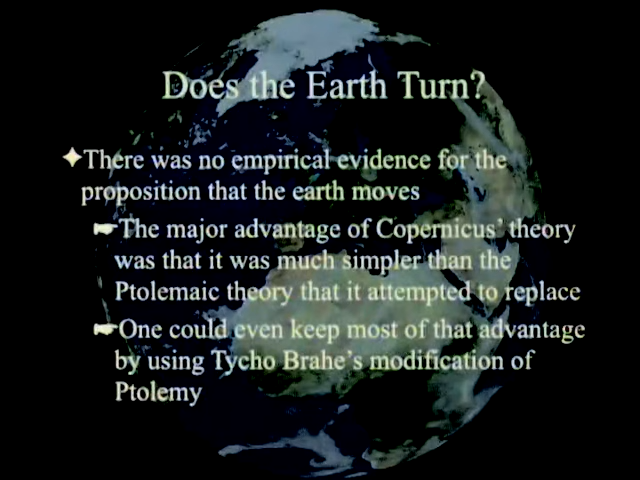 Does the Earth Turn?
There was no empirical evidence for the
proposition that the earth moves
The major advantage of Copernicus' theory
was that it was much simpler than the
Ptolemaic theory that it attempted to replace
One could even keep most of that advantage
by using Tycho Brahe's modification of
Ptolemy